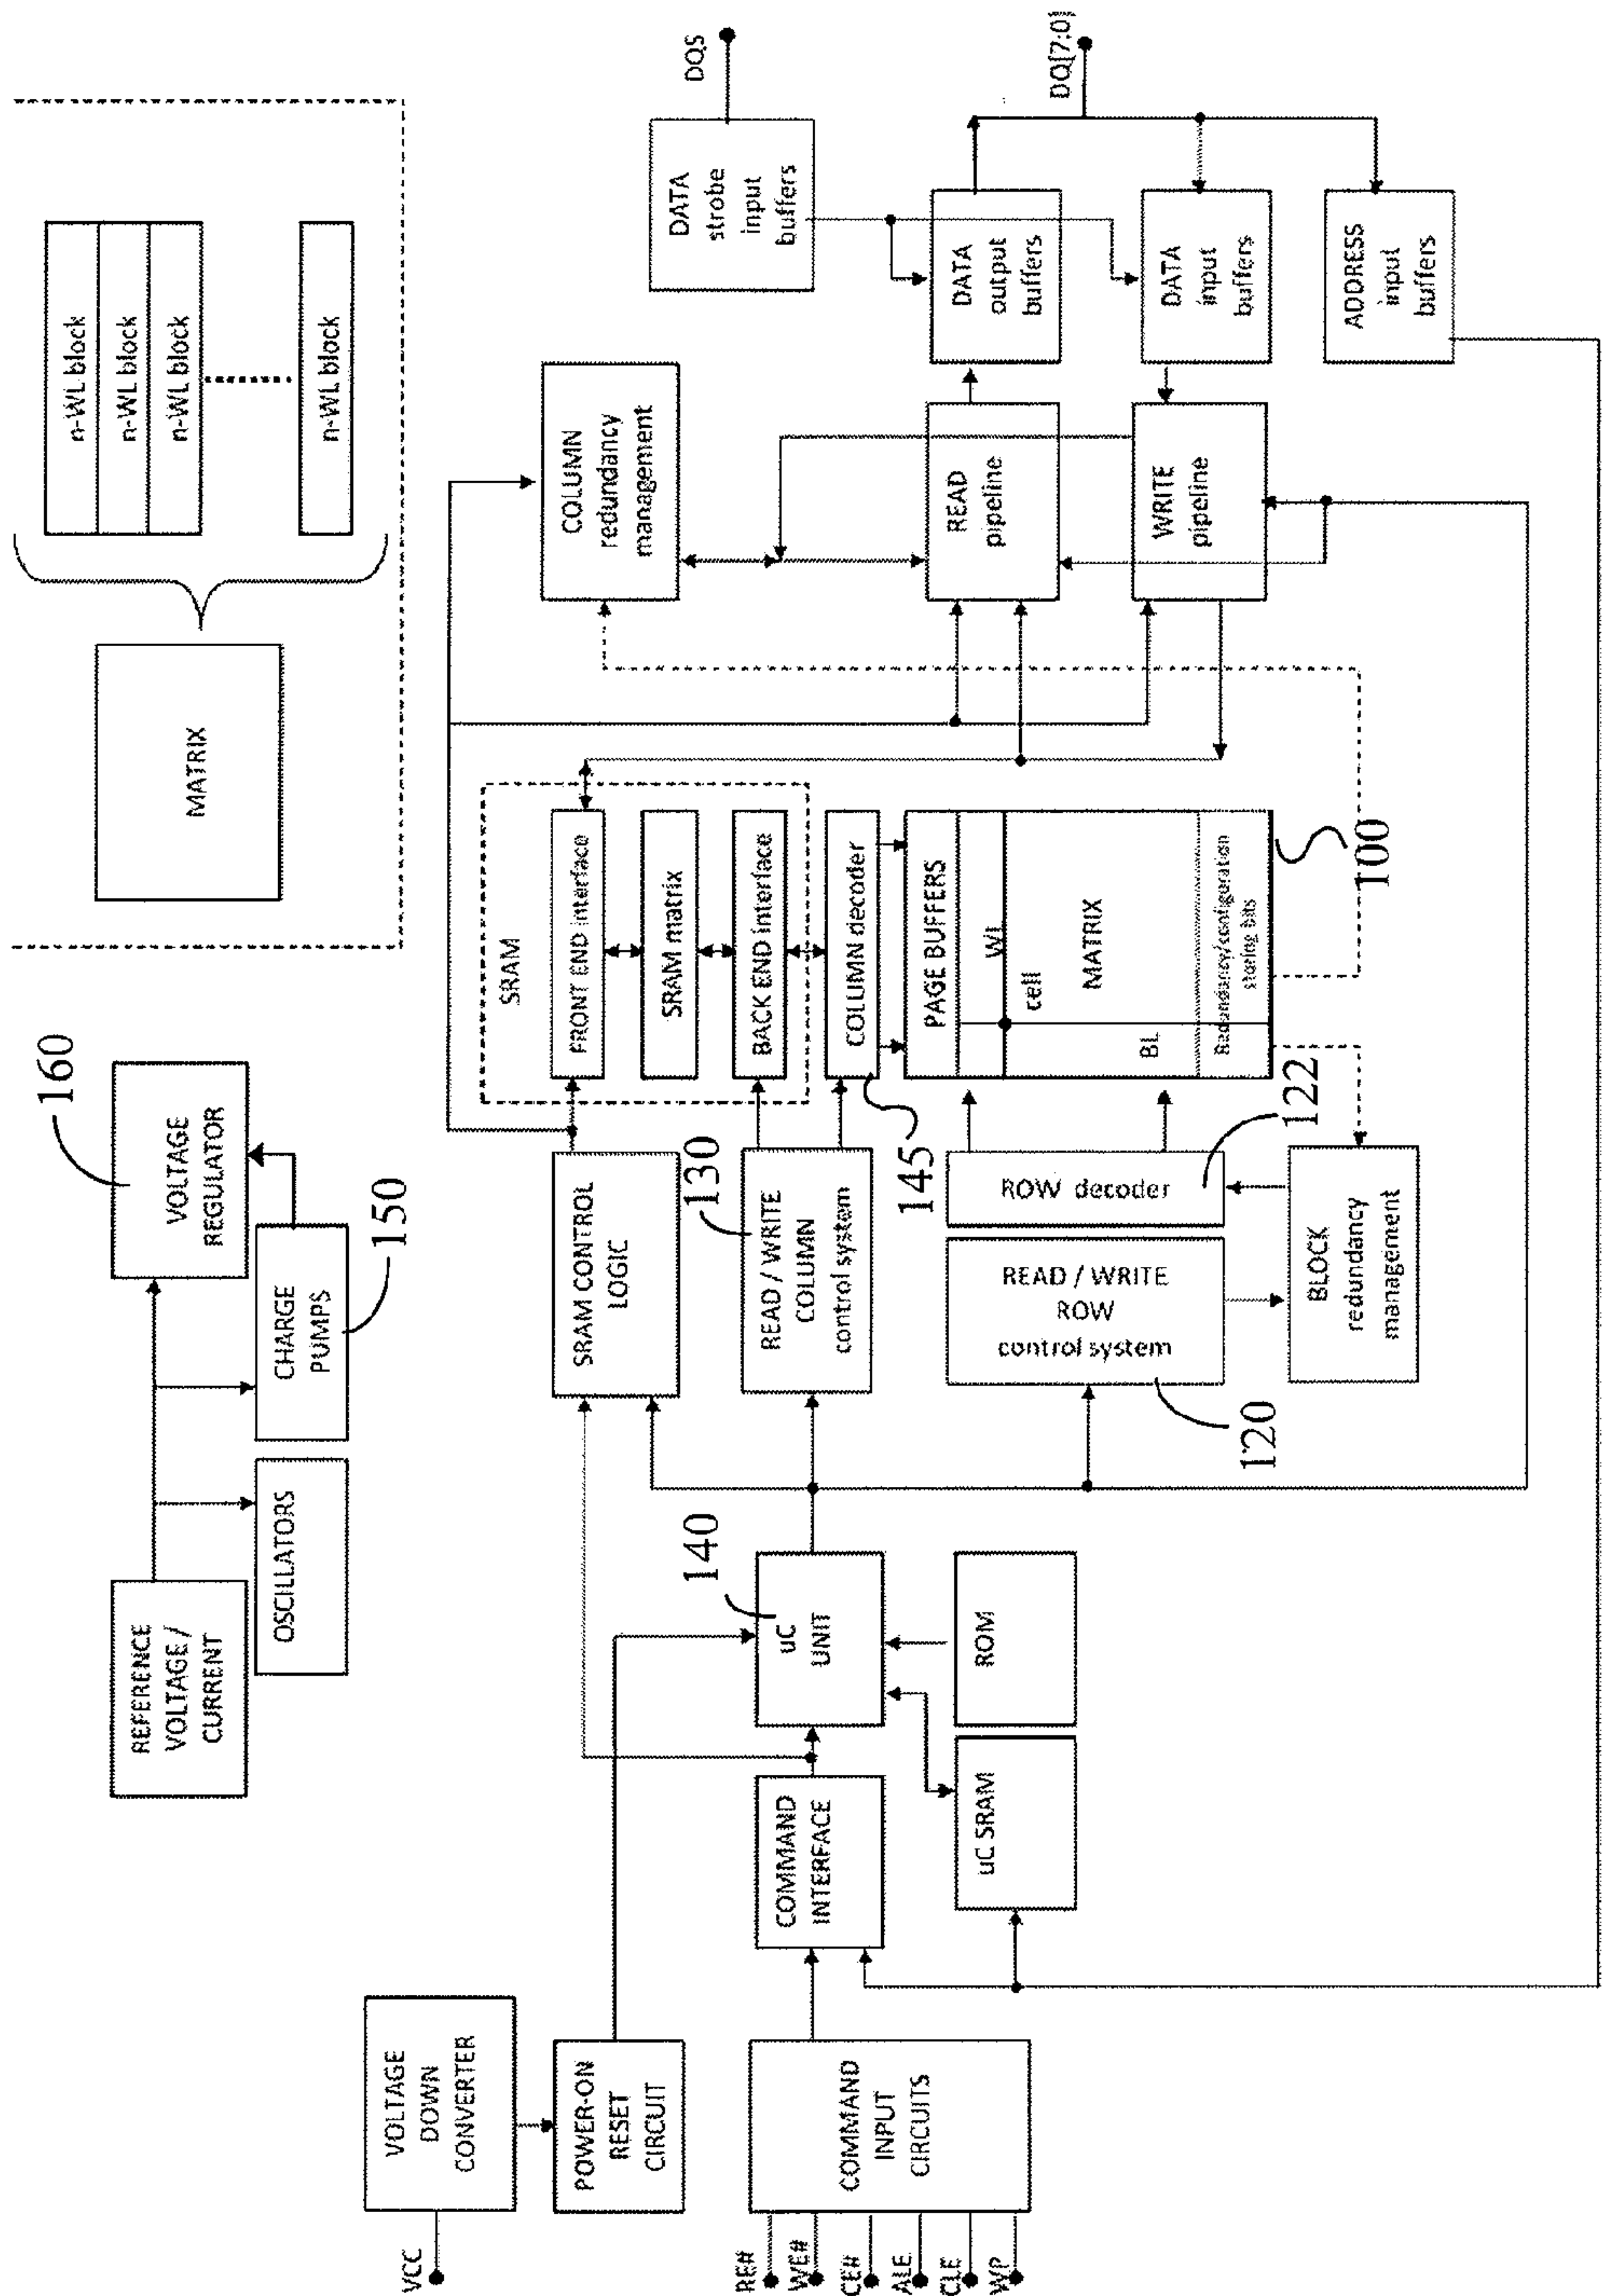 REFERENCE
VOLTAGE /
CURRENT
OSCILLATORS
CHARGE
PUMPS
150
VOLTAGE
REGULATOR
160
MATRIX
n-WL block
n-WL block
n-WL block
n-WL block
VCC
VOLTAGE
DOWN
CONVERTER
POWER-ON
RESET
CIRCUIT
RE#
WE#
CE#
ALE
CLE
WP
COMMAND
INPUT
CIRCUITS
COMMAND
INTERFACE
uC
UNIT
140
uC SRAM
ROM
SRAM CONTROL
LOGIC
READ / WRITE
COLUMN
control system
130
READ / WRITE
ROW
control system
120
ROW decoder
122
BLOCK
redundancy
management
SRAM
FRONT END interface
SRAM matrix
BACK END interface
COLUMN decoder
145
PAGE BUFFERS
WL
cell
MATRIX
BL
Redundancy/configuration
storing bits
100
COLUMN
redundancy
management
READ
pipeline
WRITE
pipeline
DATA
strobe
input
buffers
DQS
DATA
output
buffers
DATA
input
buffers
ADDRESS
input
buffers
DQ[7:0]